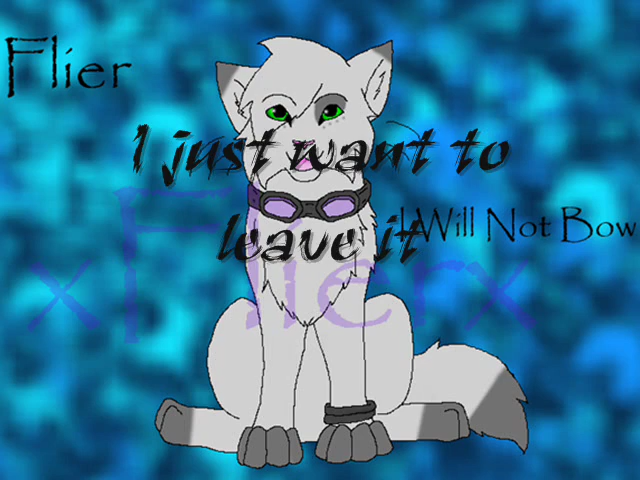 Flier
I just want to
leave it
I Will Not Bow
xFlierx